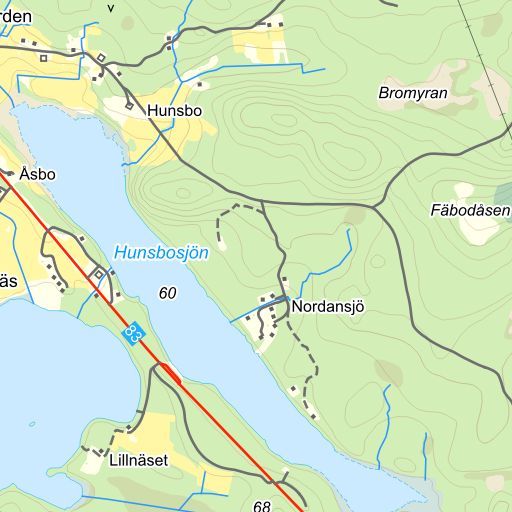 rden
Hunsbo
Bromyran
Åsbo
Fäbodåsen
Hunsbosjön
äs
60
Nordansjö
83
Lillnäset
68